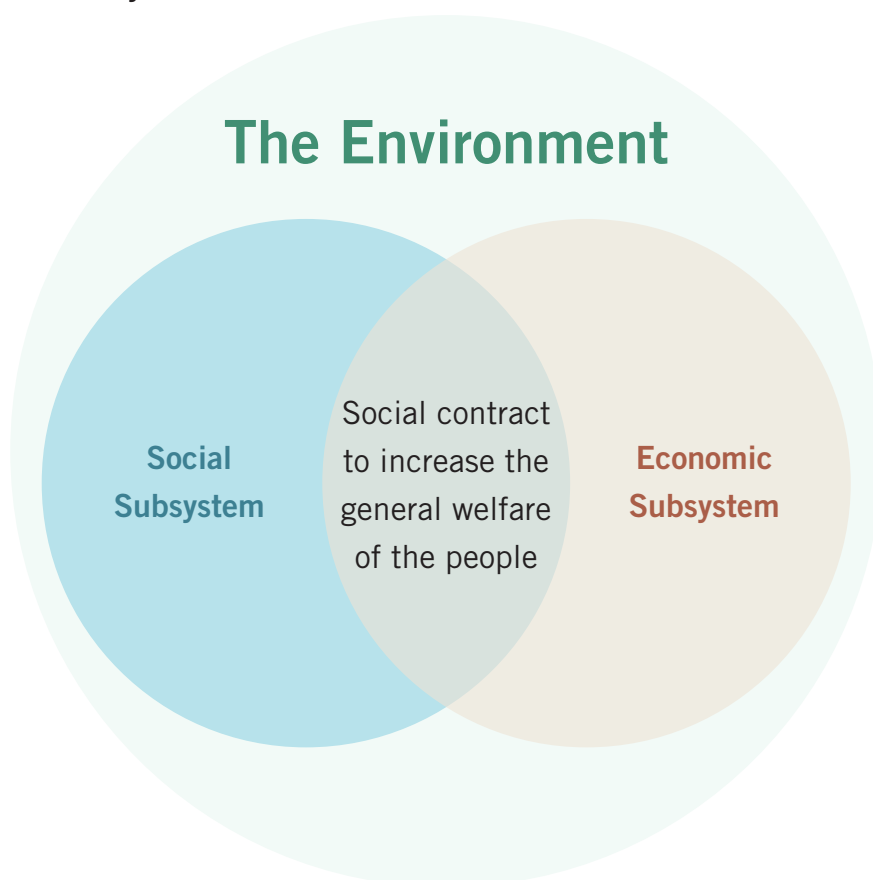 The Environment
Social
Subsystem
Social contract
to increase the
general welfare
of the people
Economic
Subsystem